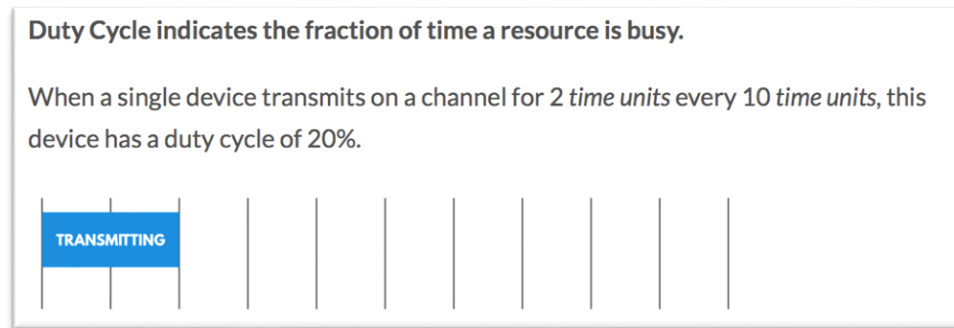 Duty Cycle indicates the fraction of time a resource is busy.
When a single device transmits on a channel for 2 time units every 10 time units, this
device has a duty cycle of 20%.
TRANSMITTING